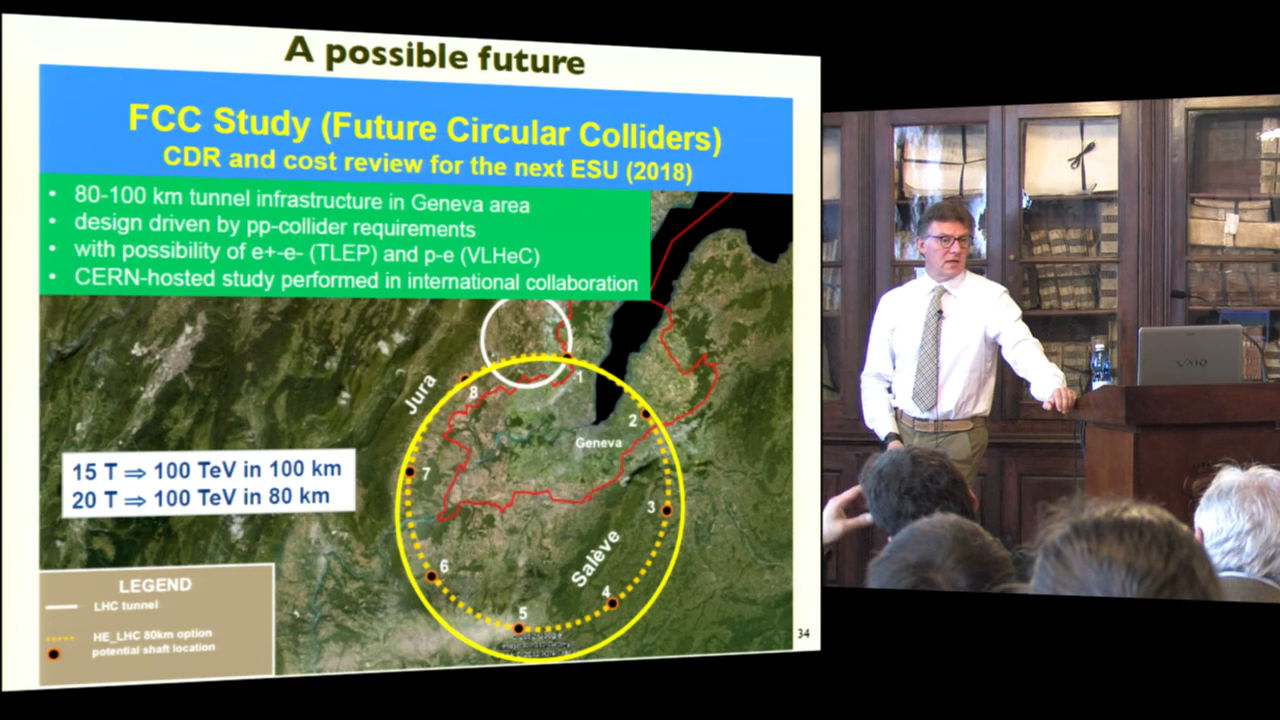 A possible future
FCC Study (Future Circular Colliders)
CDR and cost review for the next ESU (2018)
• 80-100 km tunnel infrastructure in Geneva area
• design driven by pp-collider requirements
• with possibility of e+-e- (TLEP) and p-e (VLHeC)
• CERN-hosted study performed in international collaboration
Jura
8
1
2
Geneva
7
15 T ⇒ 100 TeV in 100 km
20 T ⇒ 100 TeV in 80 km
3
Salève
6
4
5
LEGEND
LHC tunnel
HE_LHC 80km option
potential shaft location
34
VAIO